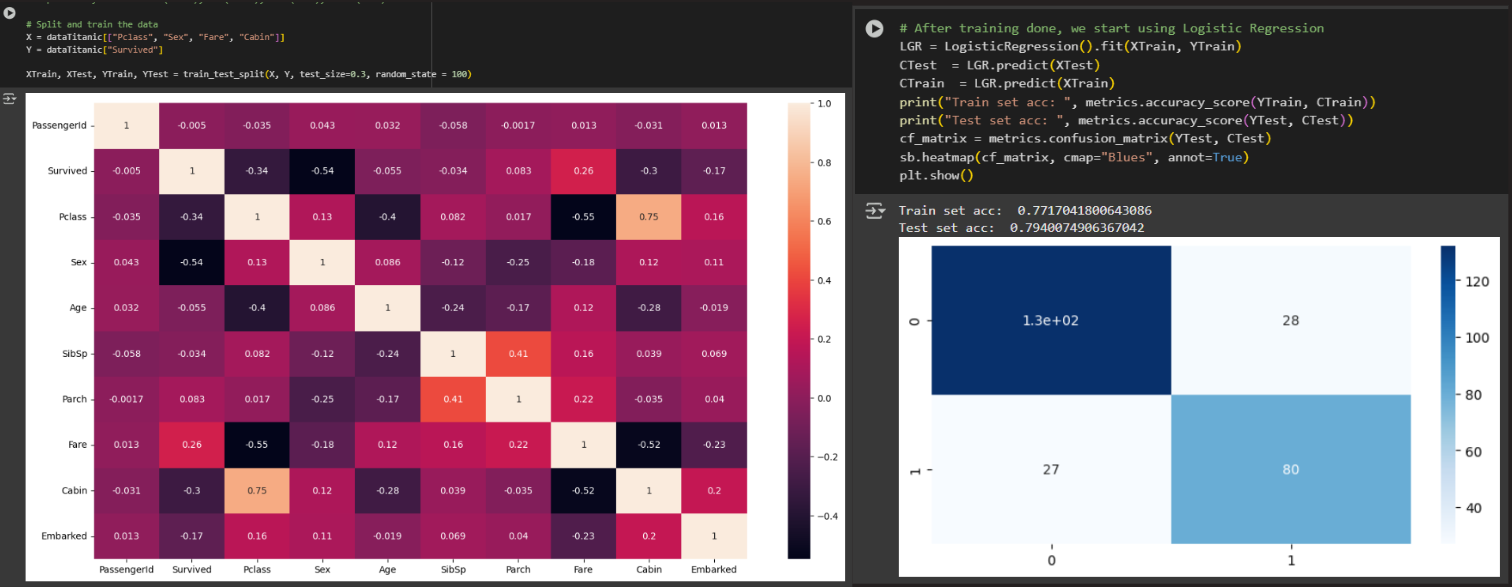 # Split and train the data
X = dataTitanic[["Pclass", "Sex", "Fare", "Cabin"]]
Y = dataTitanic["Survived"]
XTrain, XTest, YTrain, YTest = train_test_split(X, Y, test_size=0.3, random_state = 100)
PassengerId 1 -0.005 -0.035 0.043 0.032 -0.058 -0.0017 0.013 -0.031 0.013
Survived -0.005 1 -0.34 -0.54 -0.055 -0.034 0.083 0.26 -0.3 -0.17
Pclass -0.035 -0.34 1 0.13 -0.4 0.082 0.017 -0.55 0.75 0.16
Sex 0.043 -0.54 0.13 1 0.086 -0.12 -0.25 -0.18 0.12 0.11
Age 0.032 -0.055 -0.4 0.086 1 -0.24 -0.17 0.12 -0.28 -0.019
SibSp -0.058 -0.034 0.082 -0.12 -0.24 1 0.41 0.16 0.039 0.069
Parch -0.0017 0.083 0.017 -0.25 -0.17 0.41 1 0.22 -0.035 0.04
Fare 0.013 0.26 -0.55 -0.18 0.12 0.16 0.22 1 -0.52 -0.23
Cabin -0.031 -0.3 0.75 0.12 -0.28 0.039 -0.035 -0.52 1 0.2
Embarked 0.013 -0.17 0.16 0.11 -0.019 0.069 0.04 -0.23 0.2 1
PassengerId Survived Pclass Sex Age SibSp Parch Fare Cabin Embarked
1.0
0.8
0.6
0.4
0.2
0.0
−0.2
−0.4
# After training done, we start using Logistic Regression
LGR = LogisticRegression().fit(XTrain, YTrain)
CTest  = LGR.predict(XTest)
CTrain  = LGR.predict(XTrain)
print("Train set acc: ", metrics.accuracy_score(YTrain, CTrain))
print("Test set acc: ", metrics.accuracy_score(YTest, CTest))
cf_matrix = metrics.confusion_matrix(YTest, CTest)
sb.heatmap(cf_matrix, cmap="Blues", annot=True)
plt.show()
Train set acc:  0.7717041800643086
Test set acc:  0.7940074906367042
0 1.3e+02 28
1 27 80
0 1
120
100
80
60
40